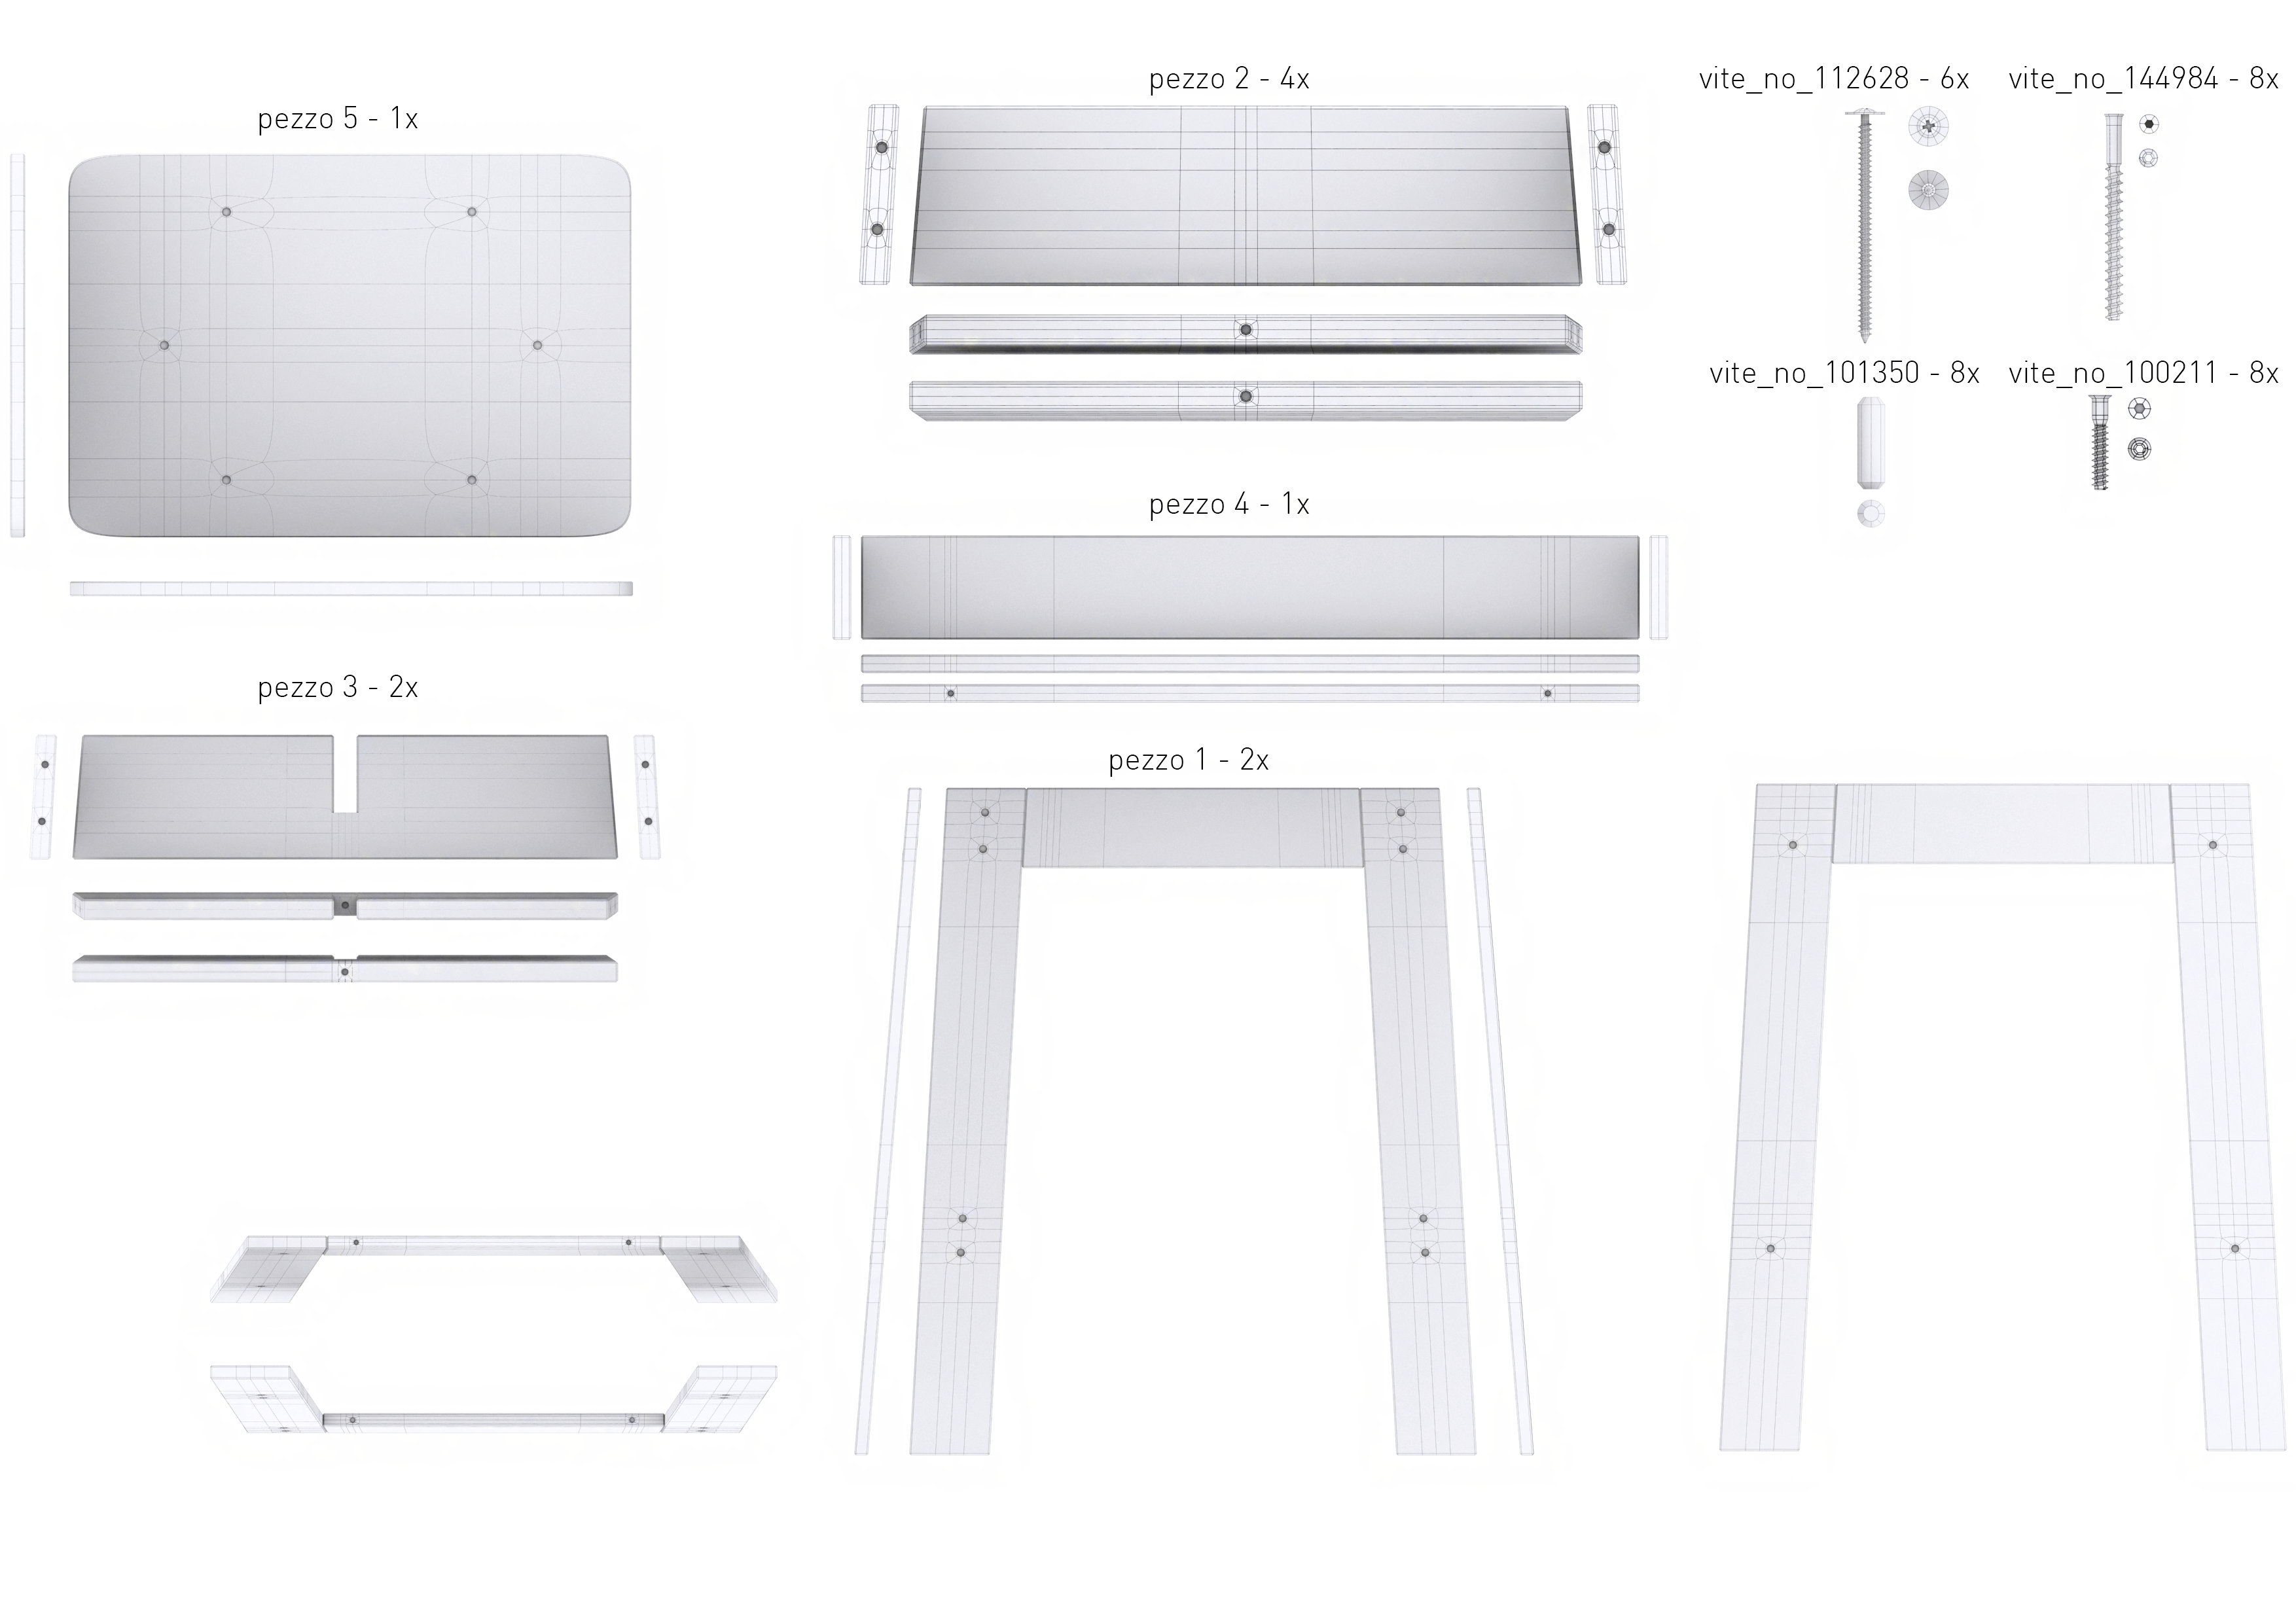 pezzo 5 - 1x
pezzo 2 - 4x
vite_no_112628 - 6x
vite_no_144984 - 8x
vite_no_101350 - 8x
vite_no_100211 - 8x
pezzo 4 - 1x
pezzo 3 - 2x
pezzo 1 - 2x